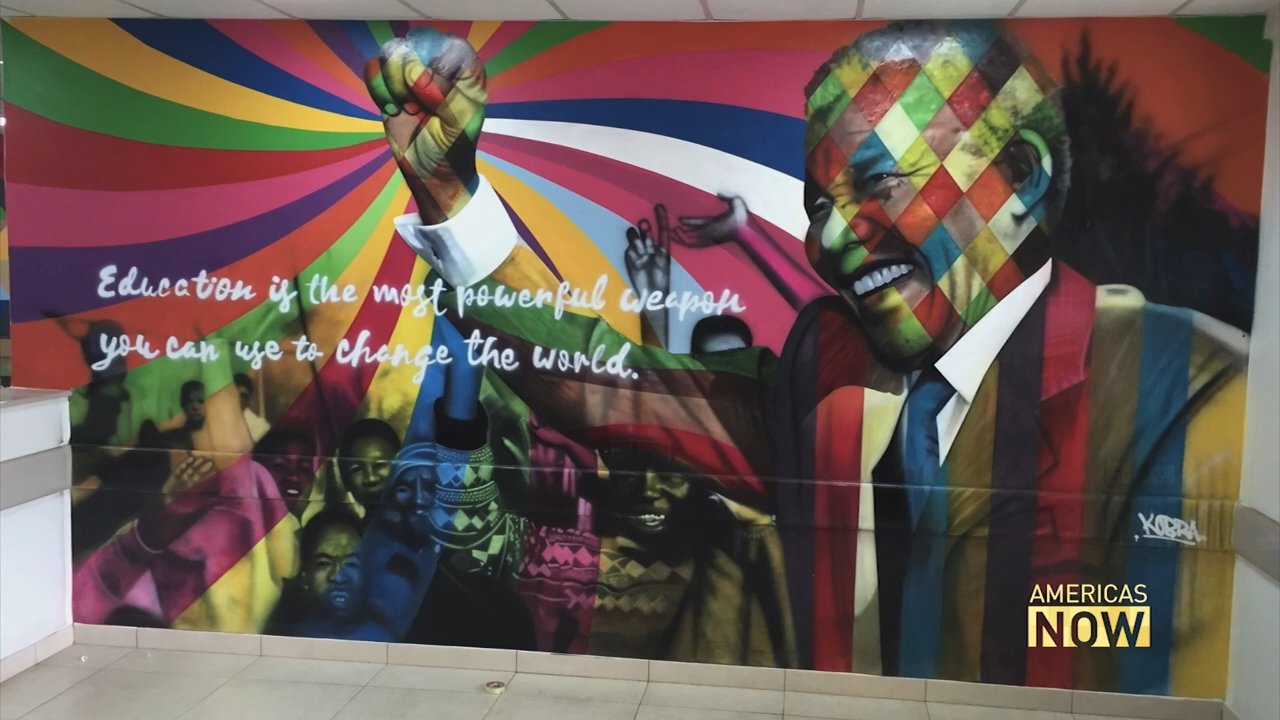 Education is the most powerful weapon
you can use to change the world.
KOBRA
AMERICAS
NOW